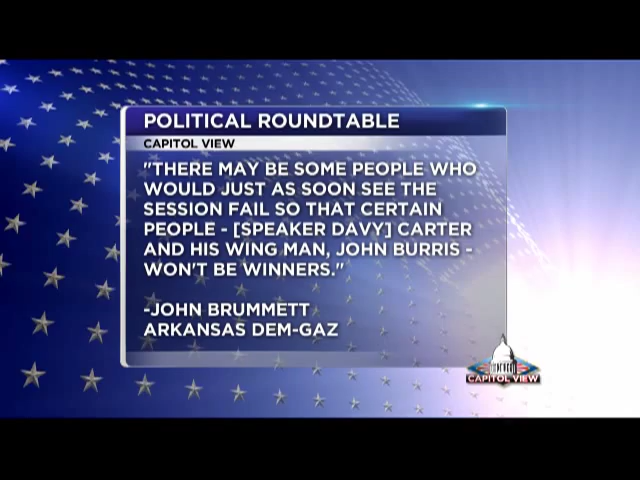 POLITICAL ROUNDTABLE
CAPITOL VIEW
"THERE MAY BE SOME PEOPLE WHO
WOULD JUST AS SOON SEE THE
SESSION FAIL SO THAT CERTAIN
PEOPLE - [SPEAKER DAVY] CARTER
AND HIS WING MAN, JOHN BURRIS -
WON'T BE WINNERS."
-JOHN BRUMMETT
ARKANSAS DEM-GAZ
CAPITOL VIEW